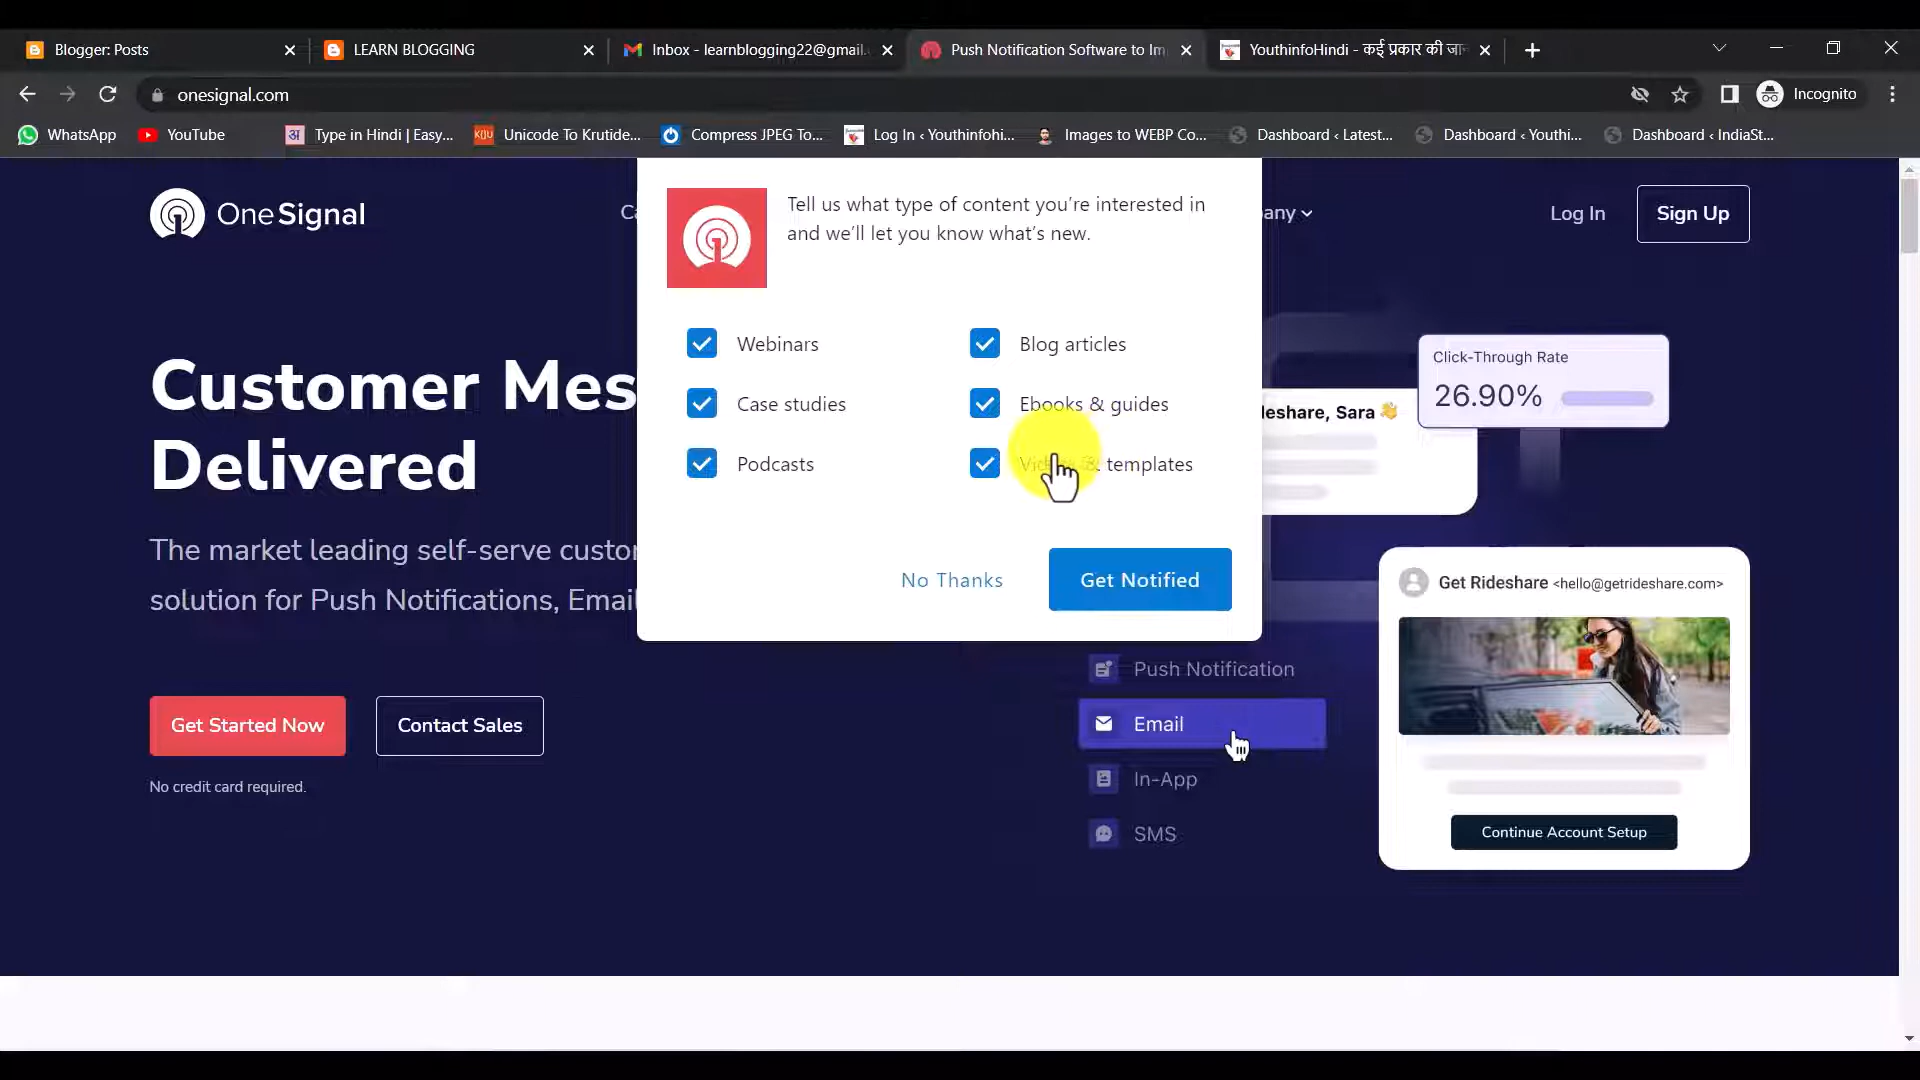 Blogger: Posts
LEARN BLOGGING
Inbox - learnblogging22@gmail.
Push Notification Software to Im
YouthinfoHindi - कई प्रकार की जान
onesignal.com
Incognito
WhatsApp
YouTube
Type in Hindi | Easy...
Unicode To Krutide...
Compress JPEG To...
Log In ‹ Youthinfohi...
Images to WEBP Co...
Dashboard ‹ Latest...
Dashboard ‹ Youthi...
Dashboard ‹ IndiaSt...
OneSignal
Log In
Sign Up
Tell us what type of content you're interested in
and we'll let you know what's new.
Webinars
Blog articles
Case studies
Ebooks & guides
Podcasts
& templates
No Thanks
Get Notified
Customer Mes
Delivered
The market leading self-serve custo
solution for Push Notifications, Email
Get Started Now
Contact Sales
No credit card required.
Click-Through Rate
26.90%
deshare, Sara 👋
Push Notification
Email
In-App
SMS
Get Rideshare <hello@getrideshare.com>
Continue Account Setup